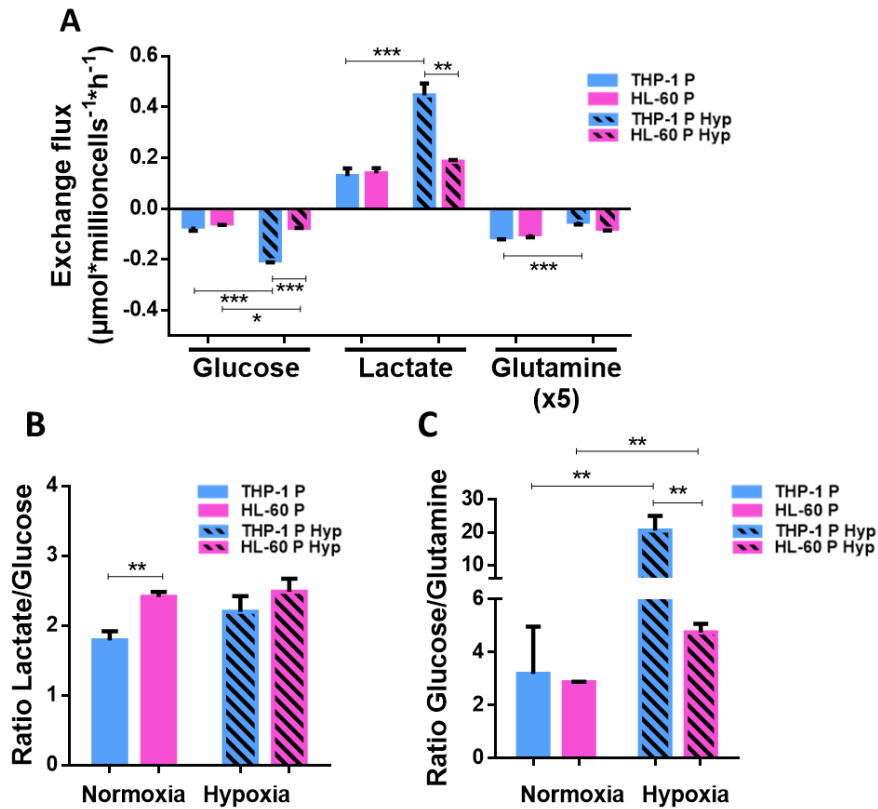 A
Exchange flux
(µmol*millioncells⁻¹*h⁻¹)
0.6
0.4
0.2
0.0
-0.2
-0.4
***
**
THP-1 P
HL-60 P
THP-1 P Hyp
HL-60 P Hyp
***
***
*
***
Glucose
Lactate
Glutamine
(x5)
B
Ratio Lactate/Glucose
4
3
2
1
0
**
THP-1 P
HL-60 P
THP-1 P Hyp
HL-60 P Hyp
Normoxia
Hypoxia
C
Ratio Glucose/Glutamine
30
20
10
6
4
2
0
**
**
**
THP-1 P
HL-60 P
THP-1 P Hyp
HL-60 P Hyp
Normoxia
Hypoxia